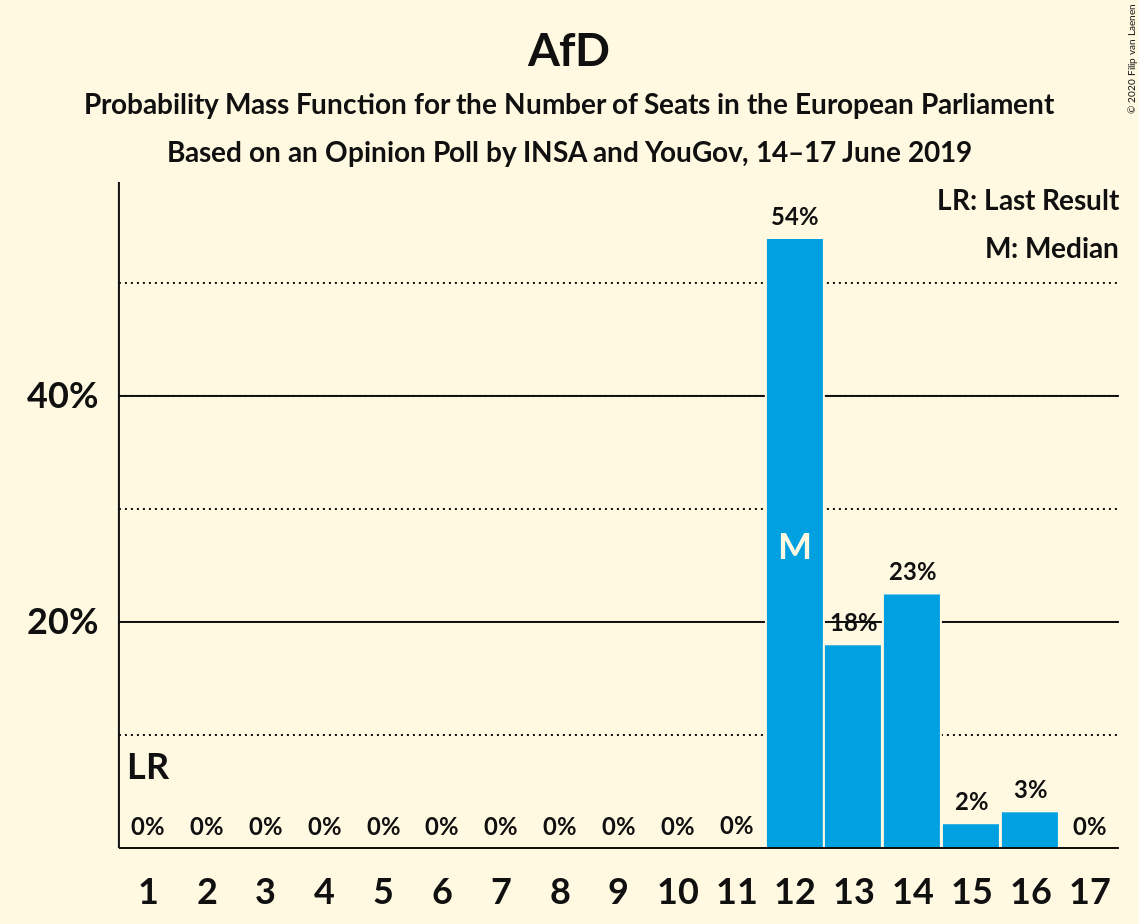 AfD
Probability Mass Function for the Number of Seats in the European Parliament
Based on an Opinion Poll by INSA and YouGov, 14–17 June 2019
© 2020 Filip van Laenen
LR: Last Result
M: Median
54%
40%
M
23%
20%
18%
LR
0% 0% 0% 0% 0% 0% 0% 0% 0% 0% 0% 2% 3% 0%
1 2 3 4 5 6 7 8 9 10 11 12 13 14 15 16 17